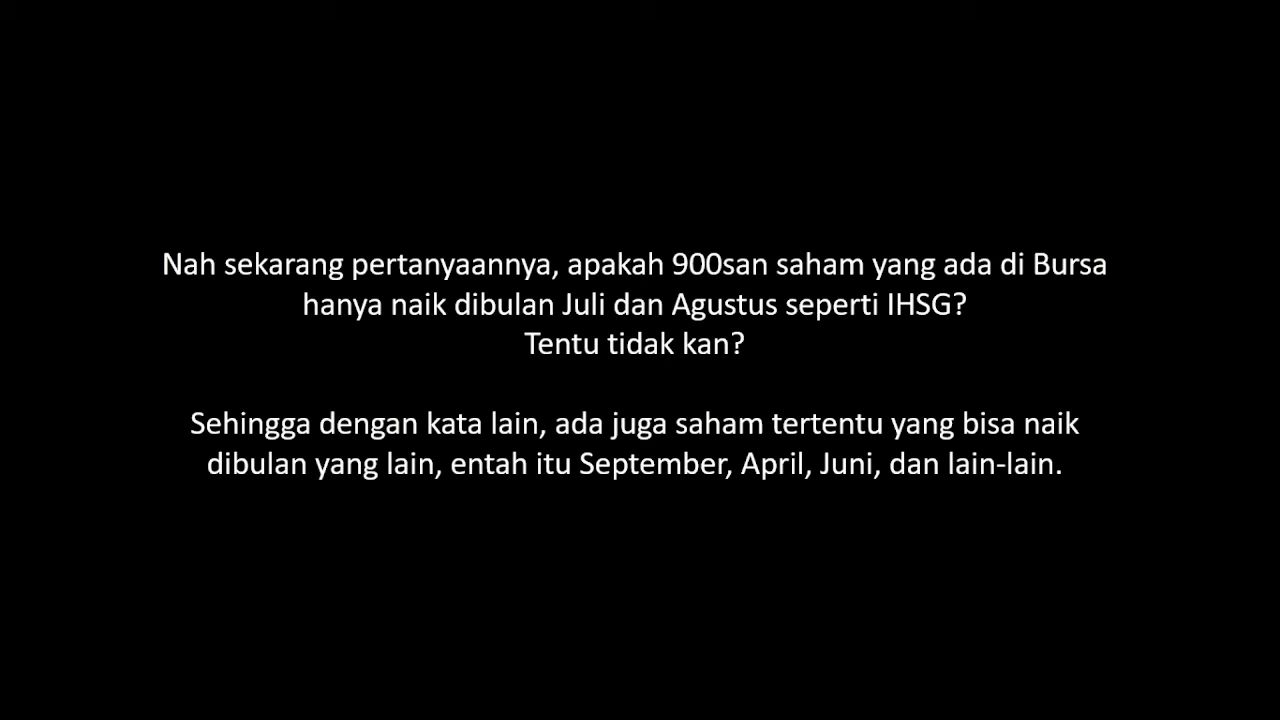 Nah sekarang pertanyaannya, apakah 900san saham yang ada di Bursa
hanya naik dibulan Juli dan Agustus seperti IHSG?
Tentu tidak kan?
Sehingga dengan kata lain, ada juga saham tertentu yang bisa naik
dibulan yang lain, entah itu September, April, Juni, dan lain-lain.